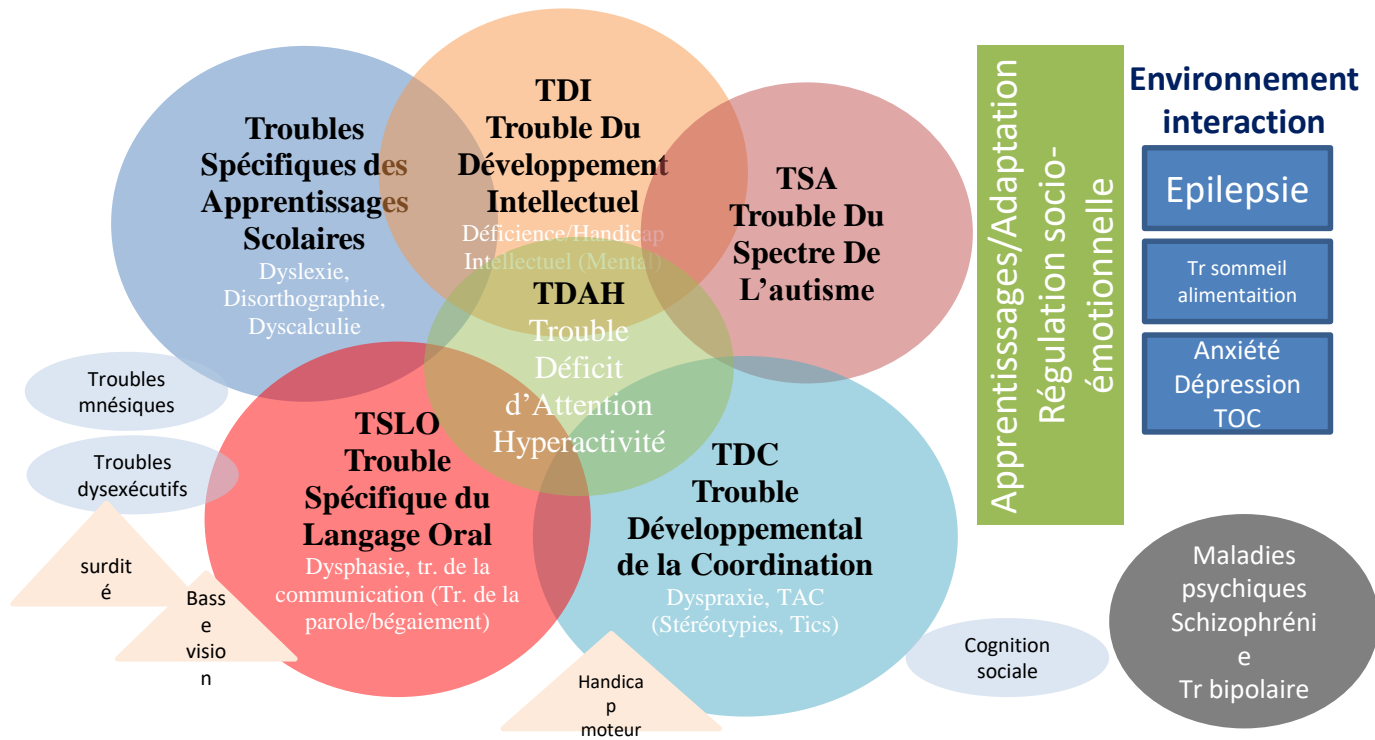 Troubles
Spécifiques des
Apprentissages
Scolaires
Dyslexie,
Disorthographie,
Dyscalculie
TDI
Trouble Du
Développement
Intellectuel
Déficience/Handicap
Intellectuel (Mental)
TSA
Trouble Du
Spectre De
L’autisme
TDAH
Trouble
Déficit
d’Attention
Hyperactivité
TSLO
Trouble
Spécifique du
Langage Oral
Dysphasie, tr. de la
communication (Tr. de la
parole/bégaiement)
TDC
Trouble
Développemental
de la Coordination
Dyspraxie, TAC
(Stéréotypies, Tics)
Troubles
mnésiques
Troubles
dysexécutifs
surdit
é
Bass
e
visio
n
Handica
p
moteur
Cognition
sociale
Apprentisssages/Adaptation
Régulation socio-
émotionnelle
Environnement
interaction
Epilepsie
Tr sommeil
alimentaition
Anxiété
Dépression
TOC
Maladies
psychiques
Schizophréni
e
Tr bipolaire